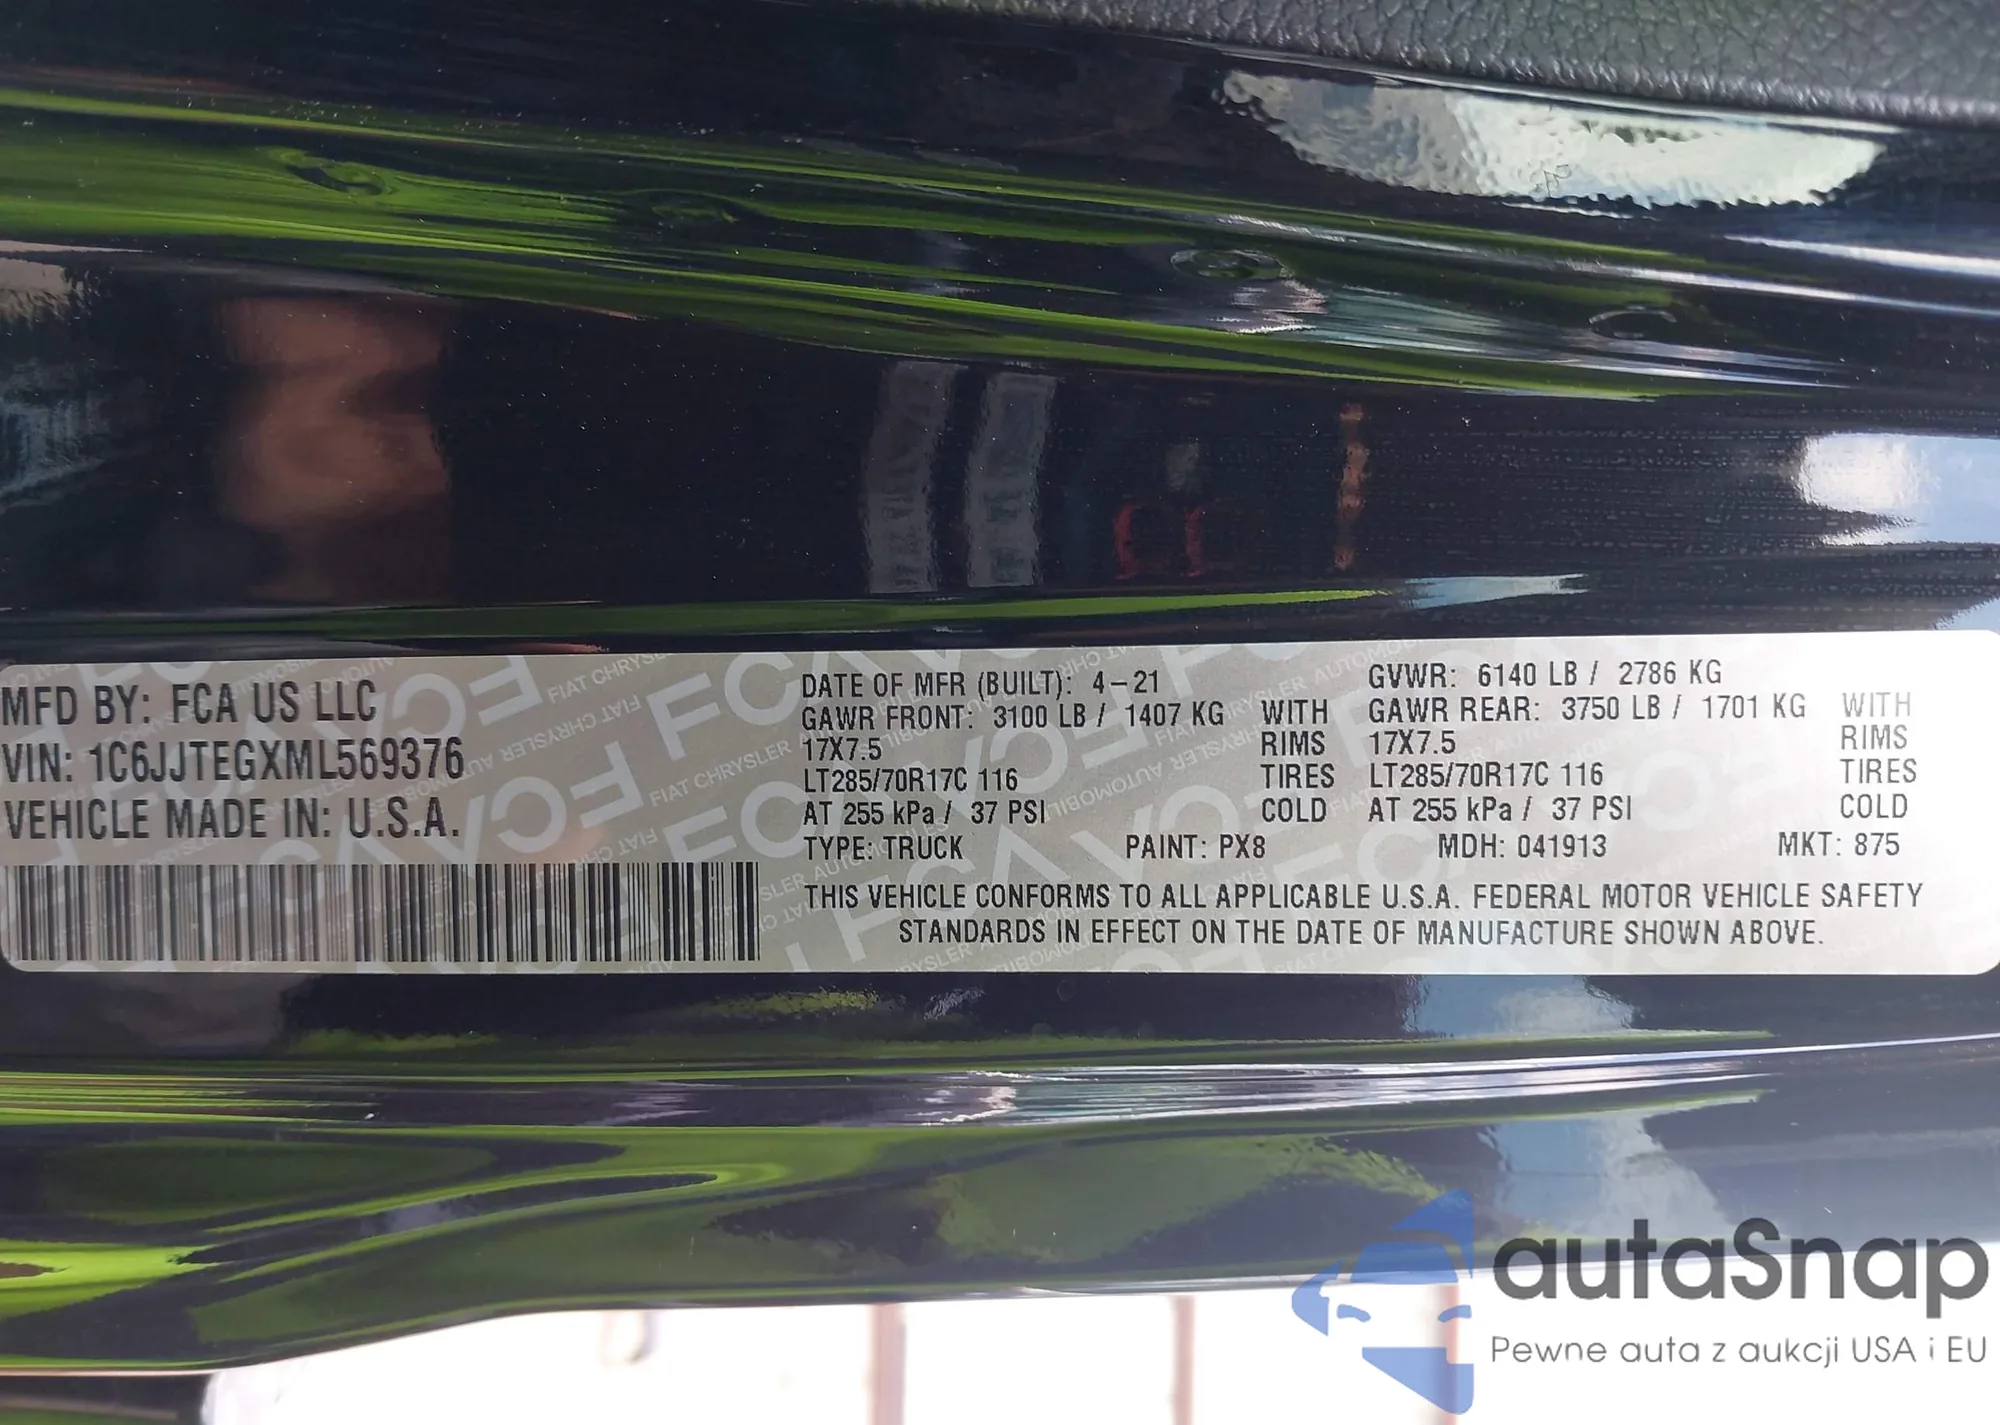 MFD BY: FCA US LLC
VIN: 1C6JJTEGXML569376
VEHICLE MADE IN: U.S.A.
DATE OF MFR (BUILT): 4-21 GVWR: 6140 LB / 2786 KG
GAWR FRONT: 3100 LB / 1407 KG WITH GAWR REAR: 3750 LB / 1701 KG WITH
17X7.5 RIMS 17X7.5 RIMS
LT285/70R17C 116 TIRES LT285/70R17C 116 TIRES
AT 255 kPa / 37 PSI COLD AT 255 kPa / 37 PSI COLD
TYPE: TRUCK PAINT: PX8 MDH: 041913 MKT: 875
THIS VEHICLE CONFORMS TO ALL APPLICABLE U.S.A. FEDERAL MOTOR VEHICLE SAFETY
STANDARDS IN EFFECT ON THE DATE OF MANUFACTURE SHOWN ABOVE.
autaSnap
Pewne auta z aukcji USA i EU